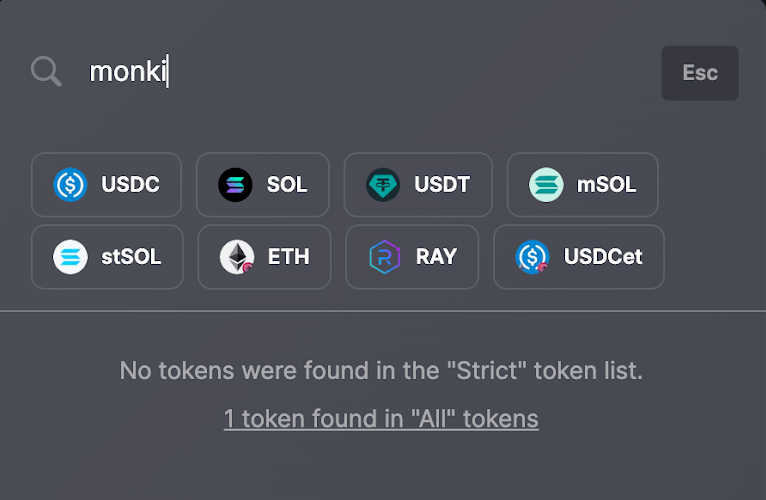 monki
Esc
USDC SOL USDT mSOL
stSOL ETH RAY USDCet
No tokens were found in the "Strict" token list.
1 token found in "All" tokens